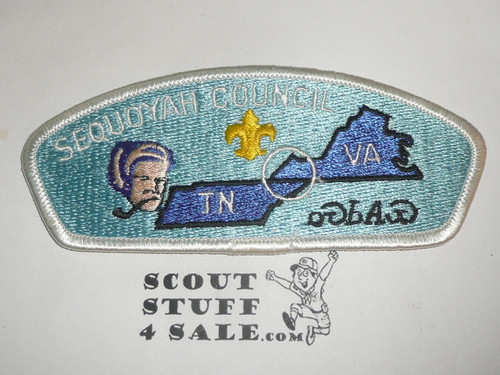 SEQUOYAH COUNCIL
VA
TN
SCOUT
STUFF
4 SALE.COM